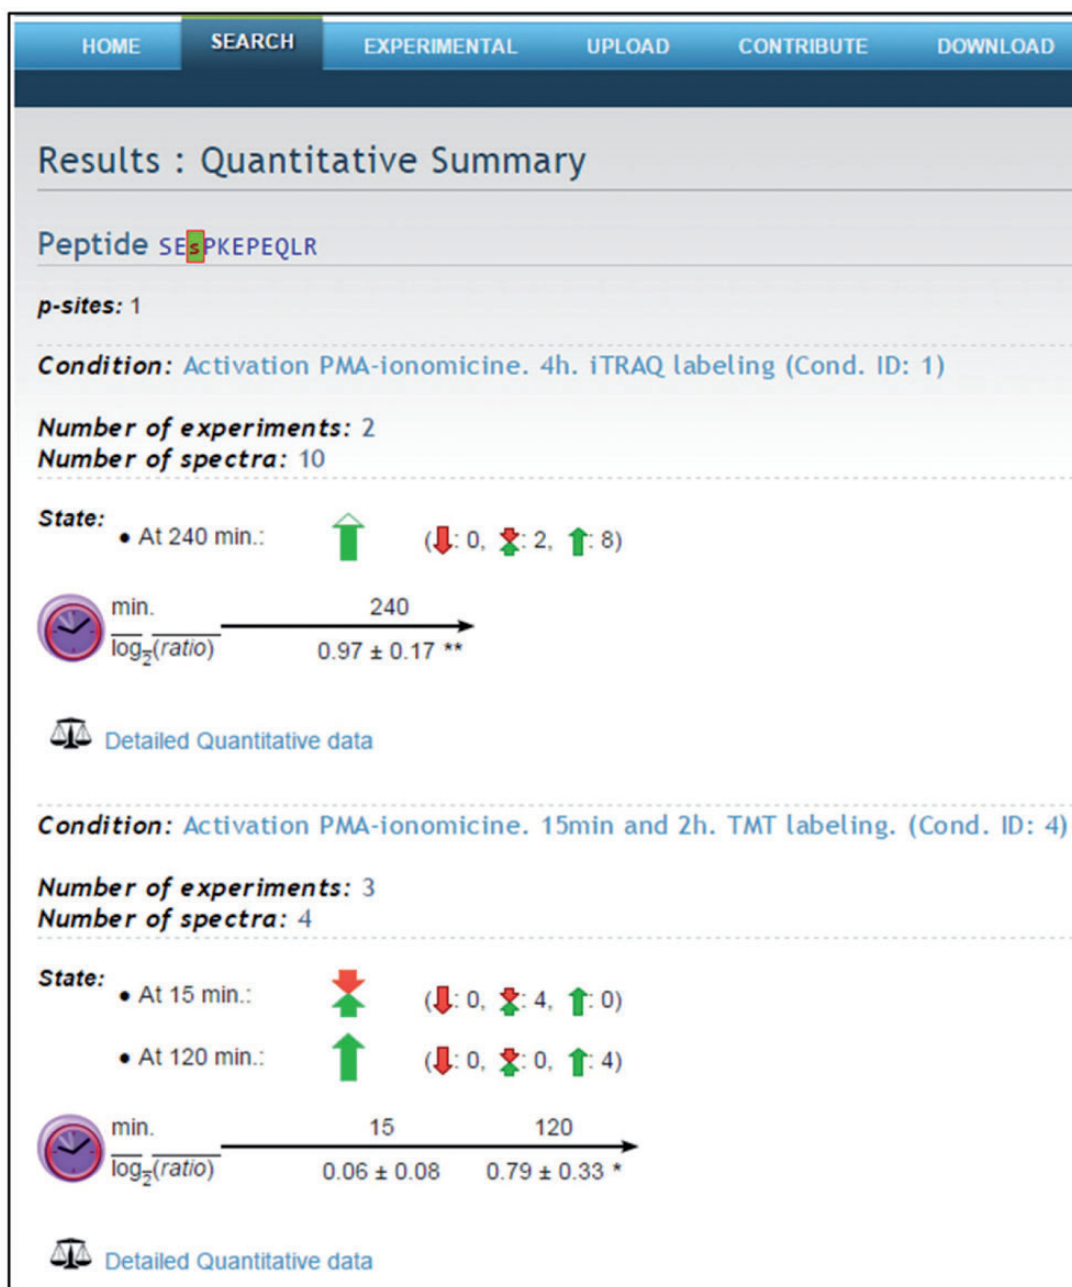 HOME SEARCH EXPERIMENTAL UPLOAD CONTRIBUTE DOWNLOAD
Results : Quantitative Summary
Peptide SEsPKEPEQLR
p-sites: 1
Condition: Activation PMA-ionomicine. 4h. iTRAQ labeling (Cond. ID: 1)
Number of experiments: 2
Number of spectra: 10
State:
• At 240 min.: (: 0, : 2, : 8)
min. 240
log2(ratio) 0.97 ± 0.17 **
Detailed Quantitative data
Condition: Activation PMA-ionomicine. 15min and 2h. TMT labeling. (Cond. ID: 4)
Number of experiments: 3
Number of spectra: 4
State:
• At 15 min.: (: 0, : 4, : 0)
• At 120 min.: (: 0, : 0, : 4)
min. 15 120
log2(ratio) 0.06 ± 0.08 0.79 ± 0.33 *
Detailed Quantitative data